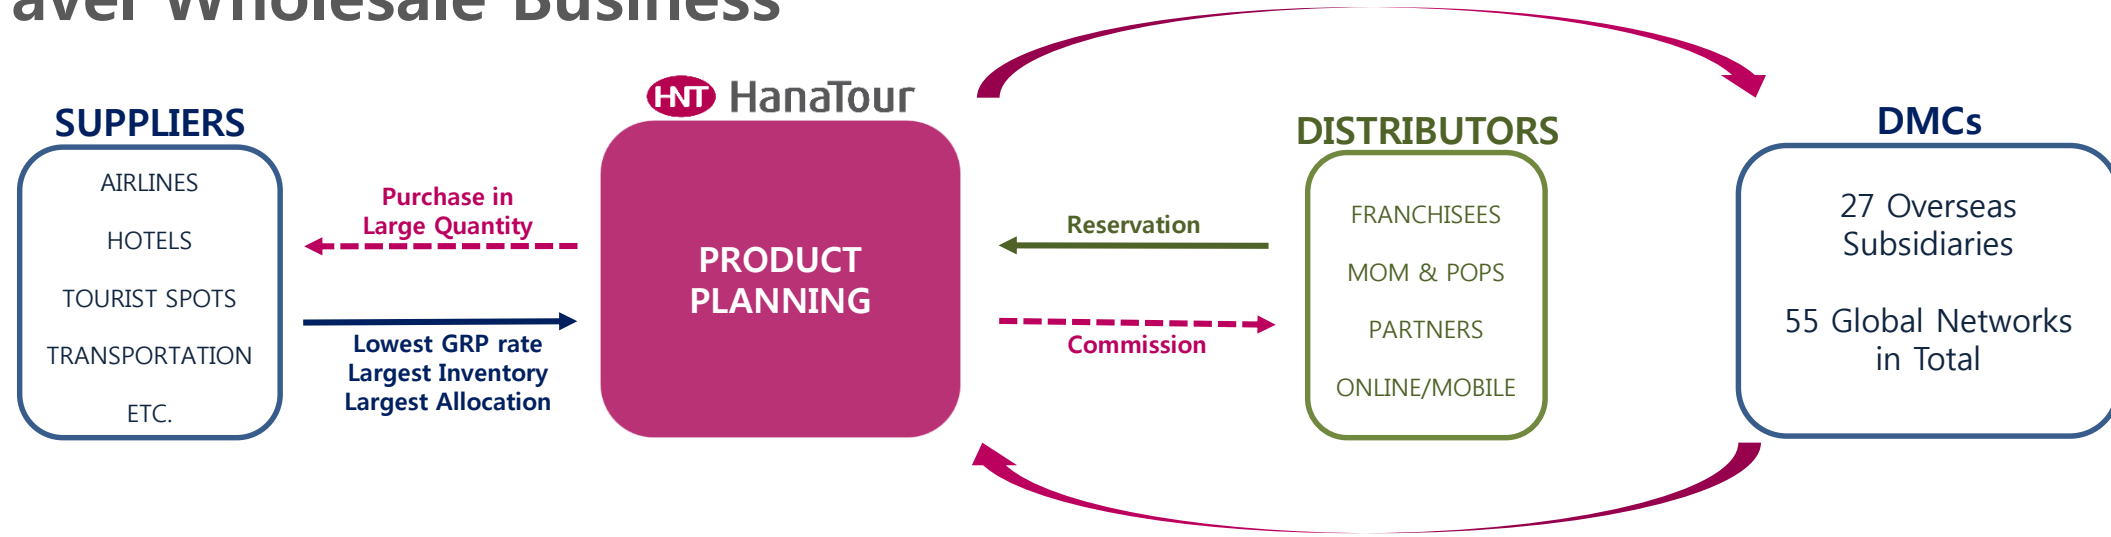 Wholesale Business
SUPPLIERS
AIRLINES
HOTELS
TOURIST SPOTS
TRANSPORTATION
ETC.
Purchase in
Large Quantity
Lowest GRP rate
Largest Inventory
Largest Allocation
HNT HanaTour
PRODUCT
PLANNING
Reservation
Commission
DISTRIBUTORS
FRANCHISEES
MOM & POPS
PARTNERS
ONLINE/MOBILE
DMCs
27 Overseas
Subsidiaries
55 Global Networks
in Total